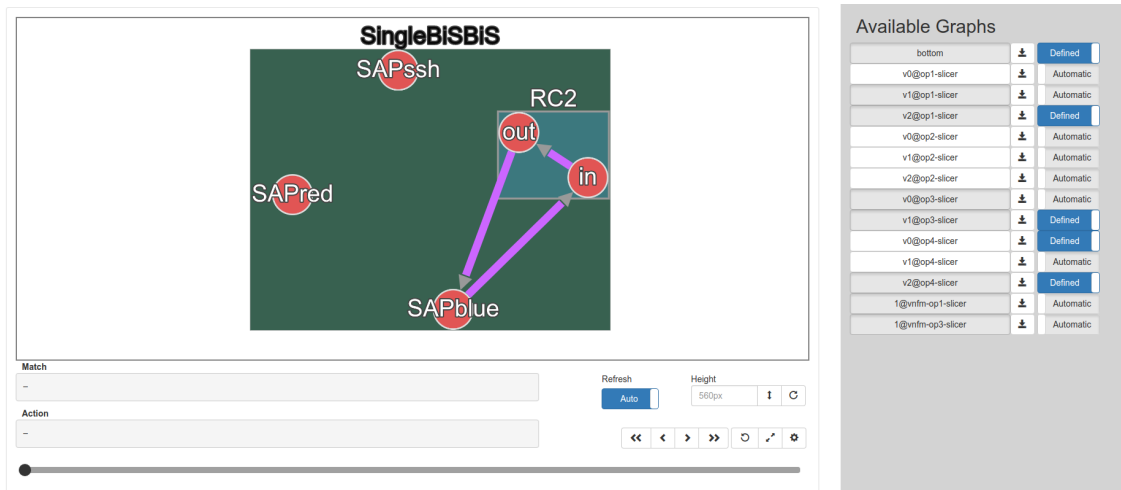 SingleBiSBiS
SAPssh
RC2
out
in
SAPred
SAPblue
Match
–
Action
–
Refresh
Auto
Height
560px
Available Graphs
bottom Defined
v0@op1-slicer Automatic
v1@op1-slicer Automatic
v2@op1-slicer Defined
v0@op2-slicer Automatic
v1@op2-slicer Automatic
v2@op2-slicer Automatic
v0@op3-slicer Automatic
v1@op3-slicer Defined
v0@op4-slicer Defined
v1@op4-slicer Automatic
v2@op4-slicer Defined
1@vnfm-op1-slicer Automatic
1@vnfm-op3-slicer Automatic